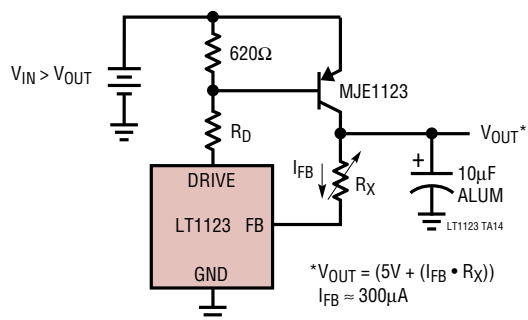 620Ω
V_IN > V_OUT
MJE1123
R_D
V_OUT*
I_FB
R_X
+
10µF
ALUM
DRIVE
LT1123 FB
LT1123 TA14
GND
*V_OUT = (5V + (I_FB • R_X))
I_FB ≈ 300µA